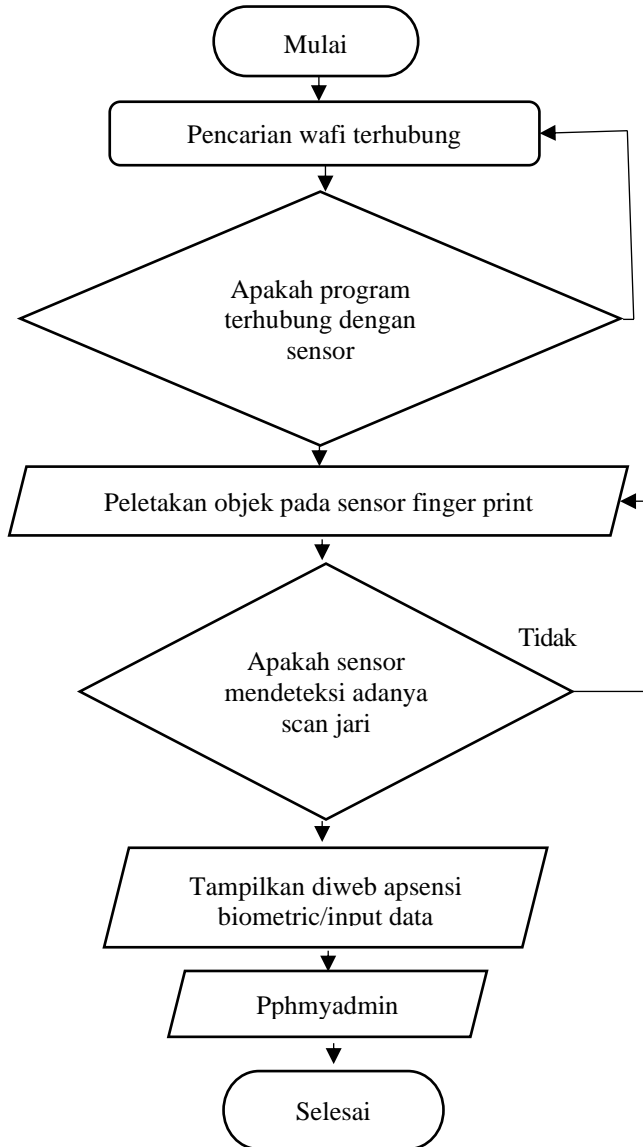 Mulai
Pencarian wafi terhubung
Apakah program
terhubung dengan
sensor
Peletakan objek pada sensor finger print
Tidak
Apakah sensor
mendeteksi adanya
scan jari
Tampilkan diweb apsensi
biometric/input data
Pphmyadmin
Selesai